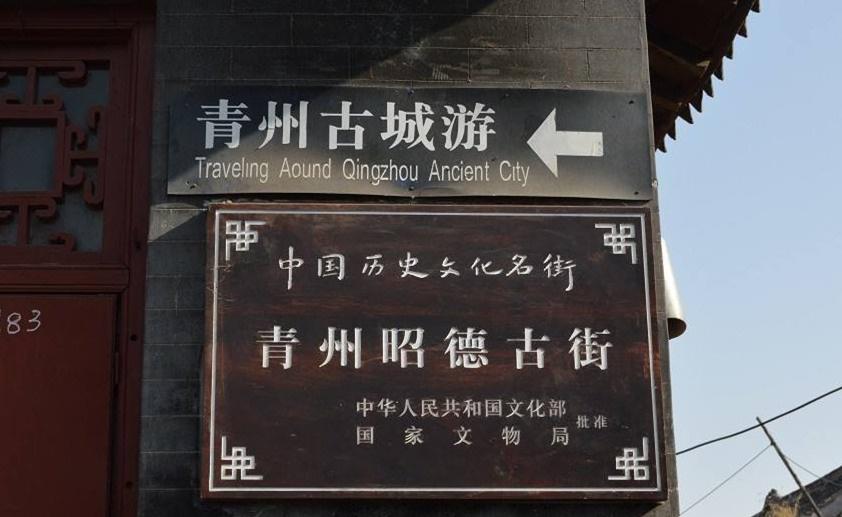 青州古城游
Traveling Aound Qingzhou Ancient City
中国历史文化名街
青州昭德古街
中华人民共和国文化部
国家文物局
批准
83